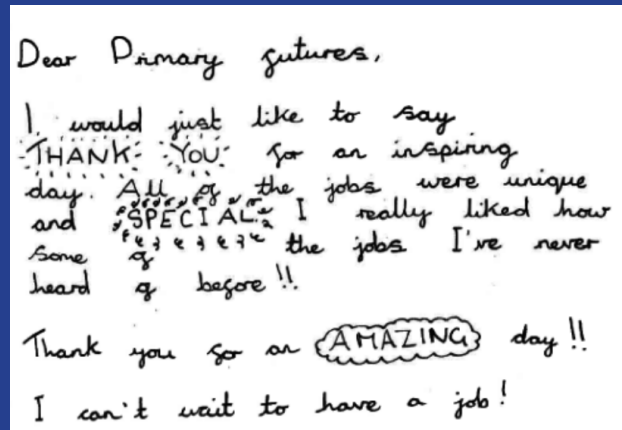 Dear Primary futures,
I would just like to say
THANK YOU for an inspiring
day. All of the jobs were unique
and SPECIAL. I really liked how
some of the jobs I've never
heard of before!!
Thank you for an AMAZING day!!
I can't wait to have a job!